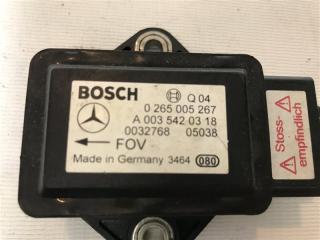 BOSCH Q 04
0 265 005 267
A 003 542 03 18
0032768 05038
← FOV
Made in Germany 3464 080
Stoss-
empfindlich